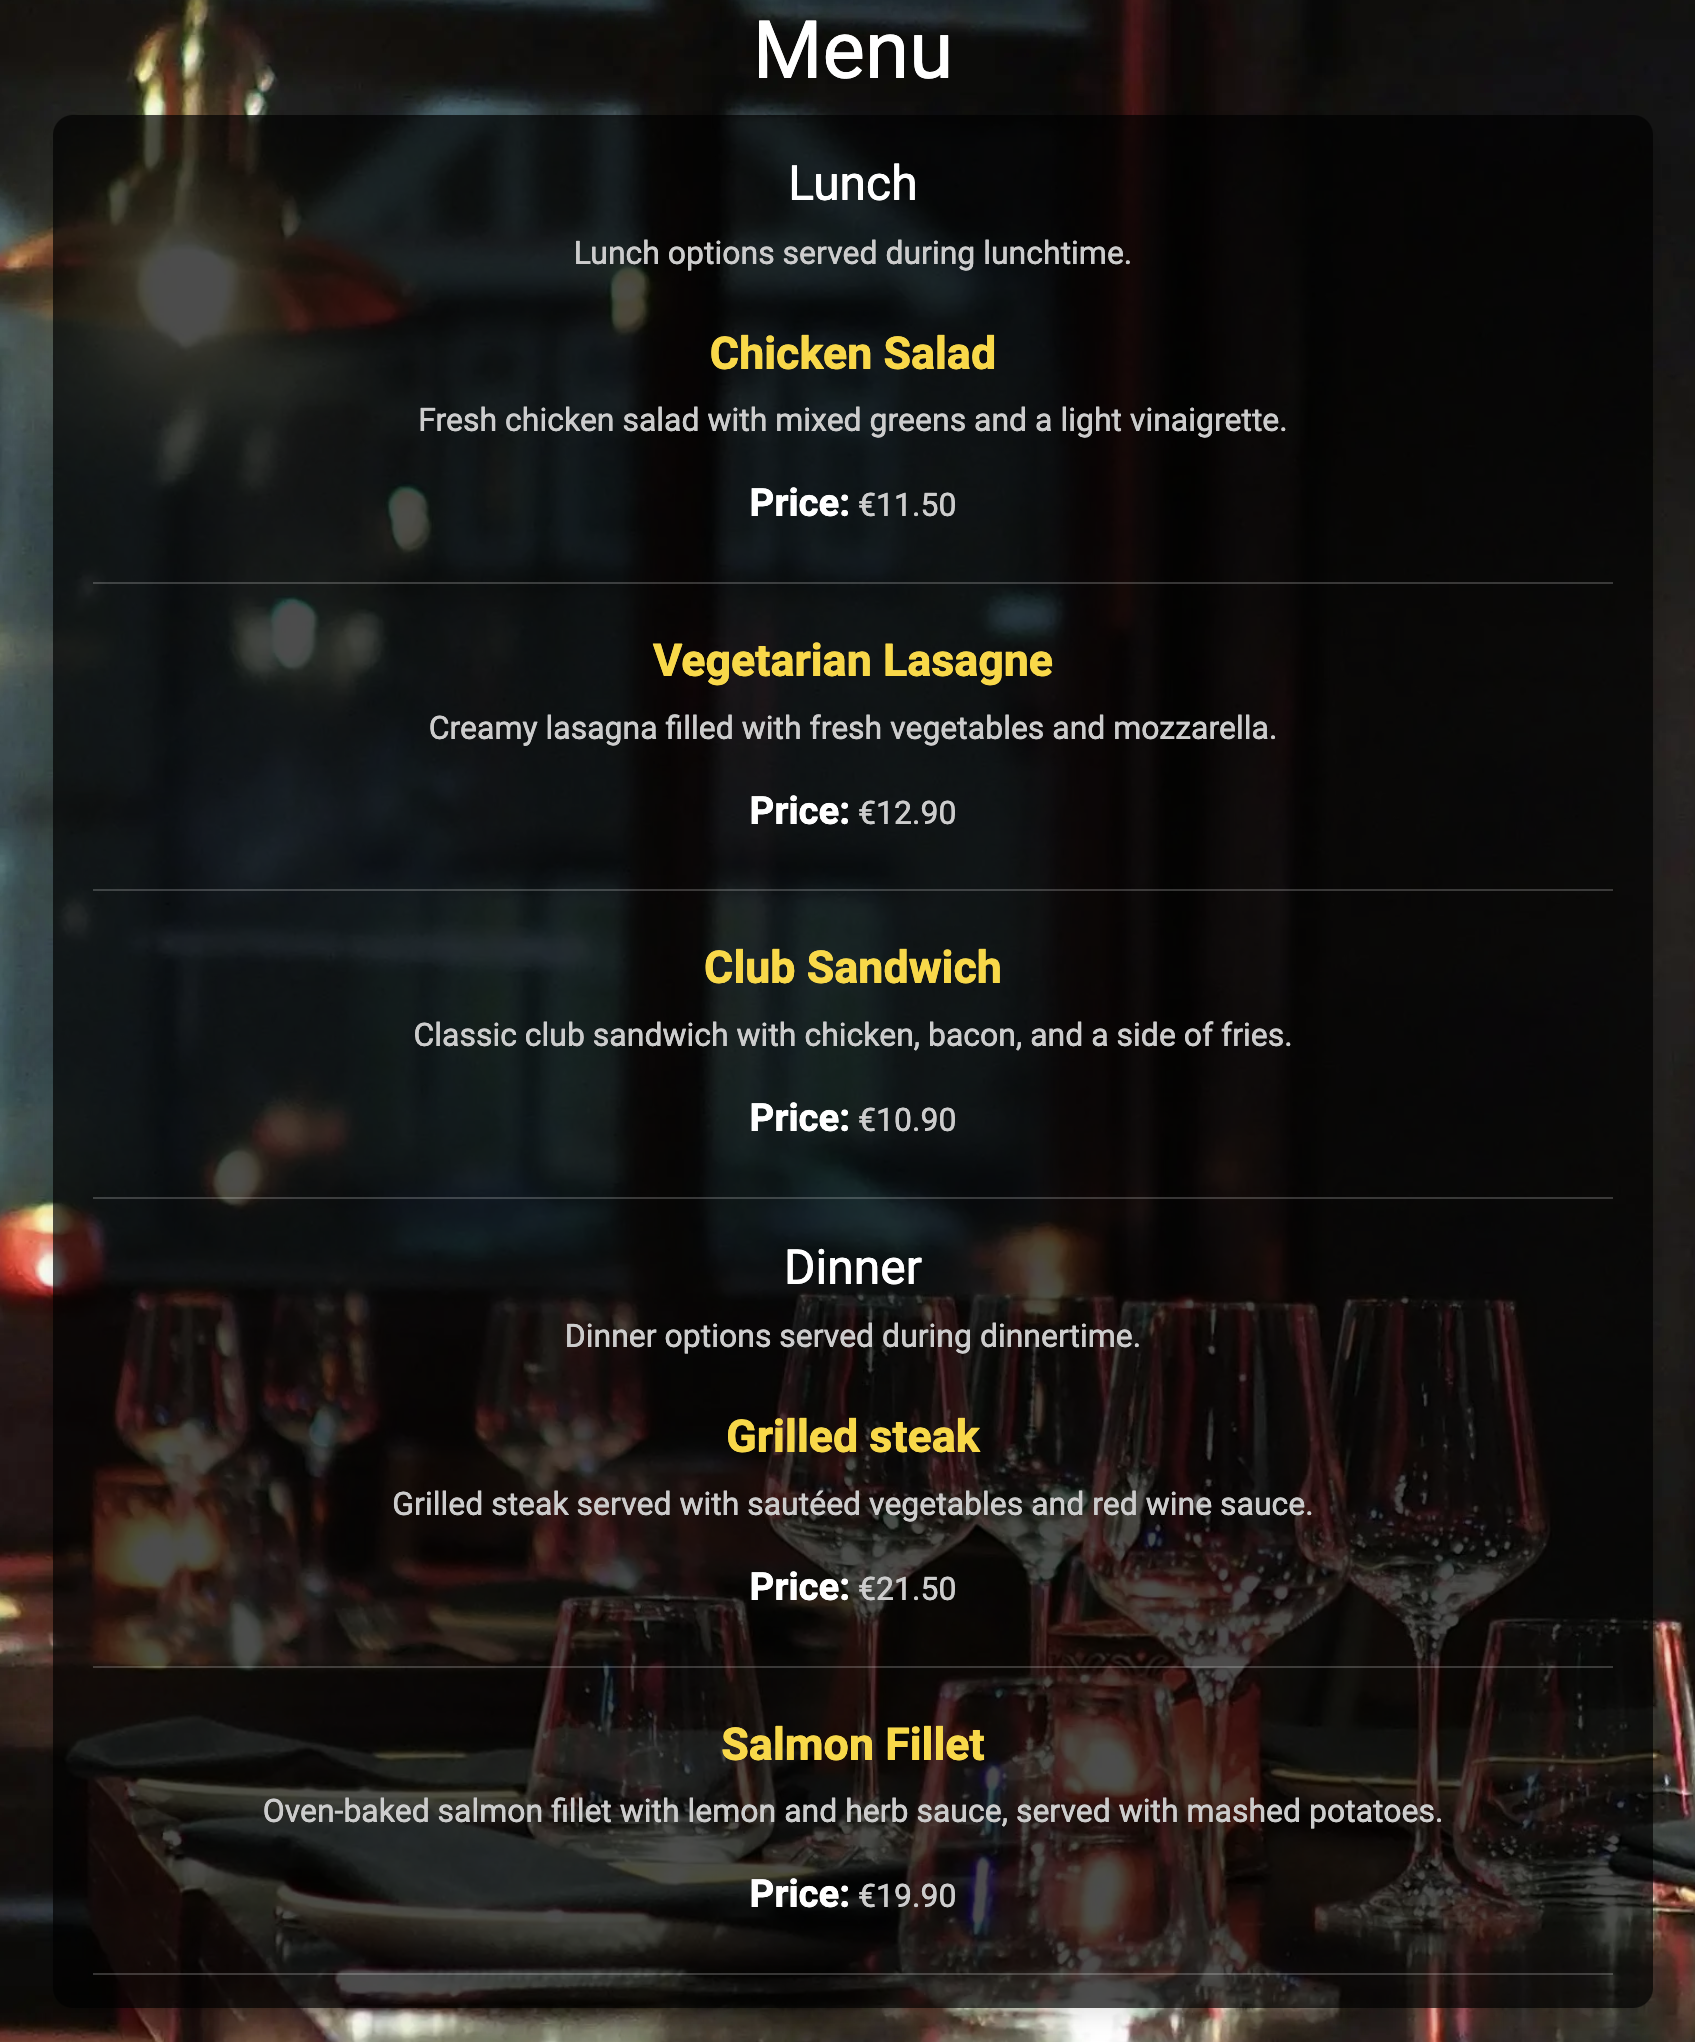 Menu
Lunch
Lunch options served during lunchtime.
Chicken Salad
Fresh chicken salad with mixed greens and a light vinaigrette.
Price: €11.50
Vegetarian Lasagne
Creamy lasagna filled with fresh vegetables and mozzarella.
Price: €12.90
Club Sandwich
Classic club sandwich with chicken, bacon, and a side of fries.
Price: €10.90
Dinner
Dinner options served during dinnertime.
Grilled steak
Grilled steak served with sautéed vegetables and red wine sauce.
Price: €21.50
Salmon Fillet
Oven-baked salmon fillet with lemon and herb sauce, served with mashed potatoes.
Price: €19.90